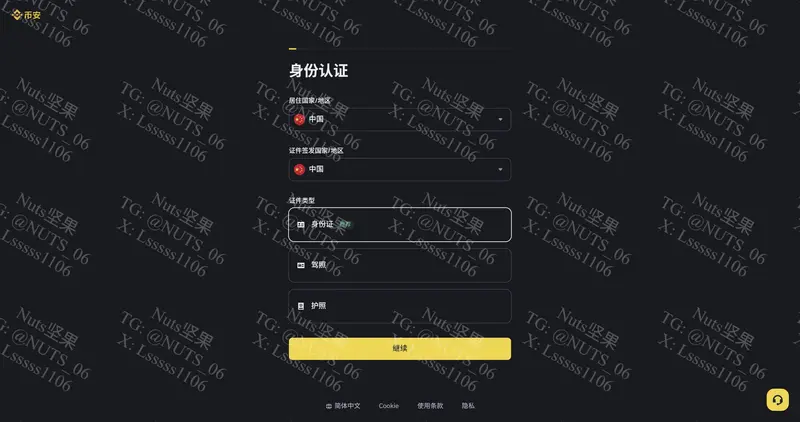 币安
身份认证
居住国家/地区
中国
证件签发国家/地区
中国
证件类型
身份证 推荐
驾照
护照
继续
简体中文 Cookie 使用条款 隐私
Nuts坚果
TG: @NUTS_06
X: Lsssss1106